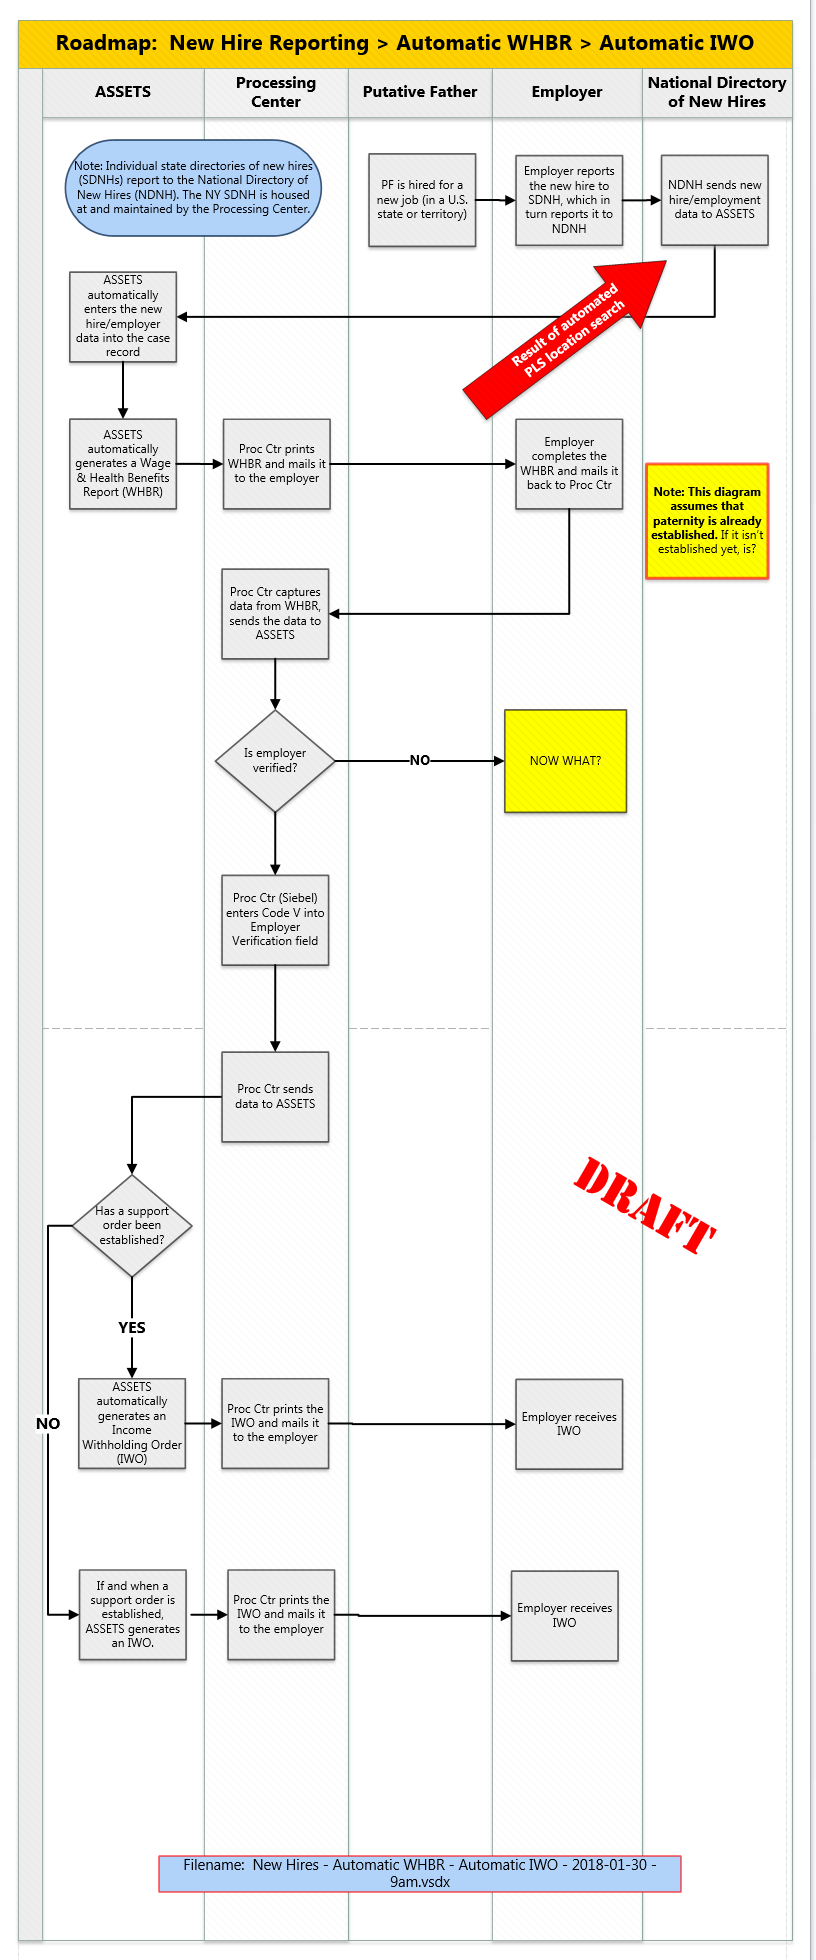 Roadmap:  New Hire Reporting > Automatic WHBR > Automatic IWO
ASSETS
Processing
Center
Putative Father
Employer
National Directory
of New Hires
Note: Individual state directories of new hires
(SDNHs) report to the National Directory of
New Hires (NDNH). The NY SDNH is housed
at and maintained by the Processing Center.
PF is hired for a
new job (in a U.S.
state or territory)
Employer reports
the new hire to
SDNH, which in
turn reports it to
NDNH
NDNH sends new
hire/employment
data to ASSETS
ASSETS
automatically
enters the new
hire/employer
data into the case
record
Result of automated
PLS location search
ASSETS
automatically
generates a Wage
& Health Benefits
Report (WHBR)
Proc Ctr prints
WHBR and mails it
to the employer
Employer
completes the
WHBR and mails it
back to Proc Ctr
Note: This diagram
assumes that
paternity is already
established. If it isn't
established yet, is?
Proc Ctr captures
data from WHBR,
sends the data to
ASSETS
Is employer
verified?
NO
NOW WHAT?
Proc Ctr (Siebel)
enters Code V into
Employer
Verification field
Proc Ctr sends
data to ASSETS
DRAFT
Has a support
order been
established?
YES
NO
ASSETS
automatically
generates an
Income
Withholding Order
(IWO)
Proc Ctr prints the
IWO and mails it
to the employer
Employer receives
IWO
If and when a
support order is
established,
ASSETS generates
an IWO.
Proc Ctr prints the
IWO and mails it
to the employer
Employer receives
IWO
Filename:  New Hires - Automatic WHBR - Automatic IWO - 2018-01-30 -
9am.vsdx